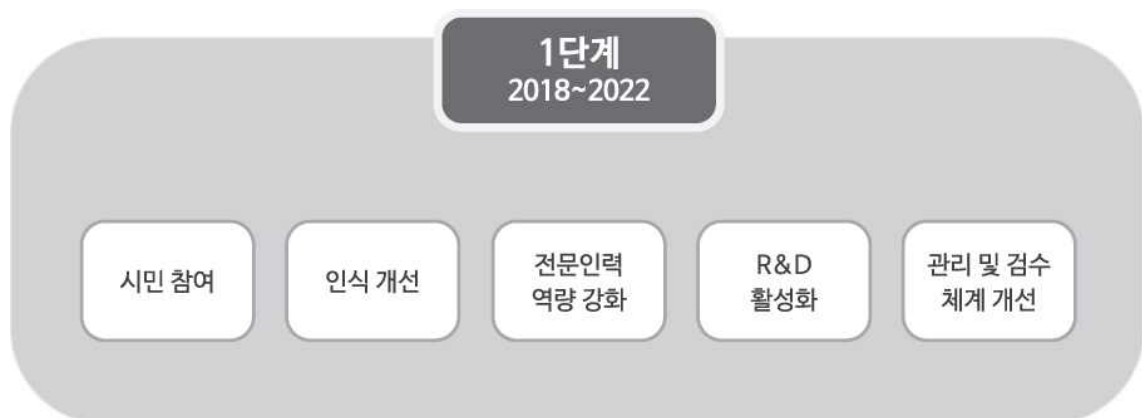 1단계
2018~2022
시민 참여
인식 개선
전문인력
역량 강화
R&D
활성화
관리 및 검수
체계 개선